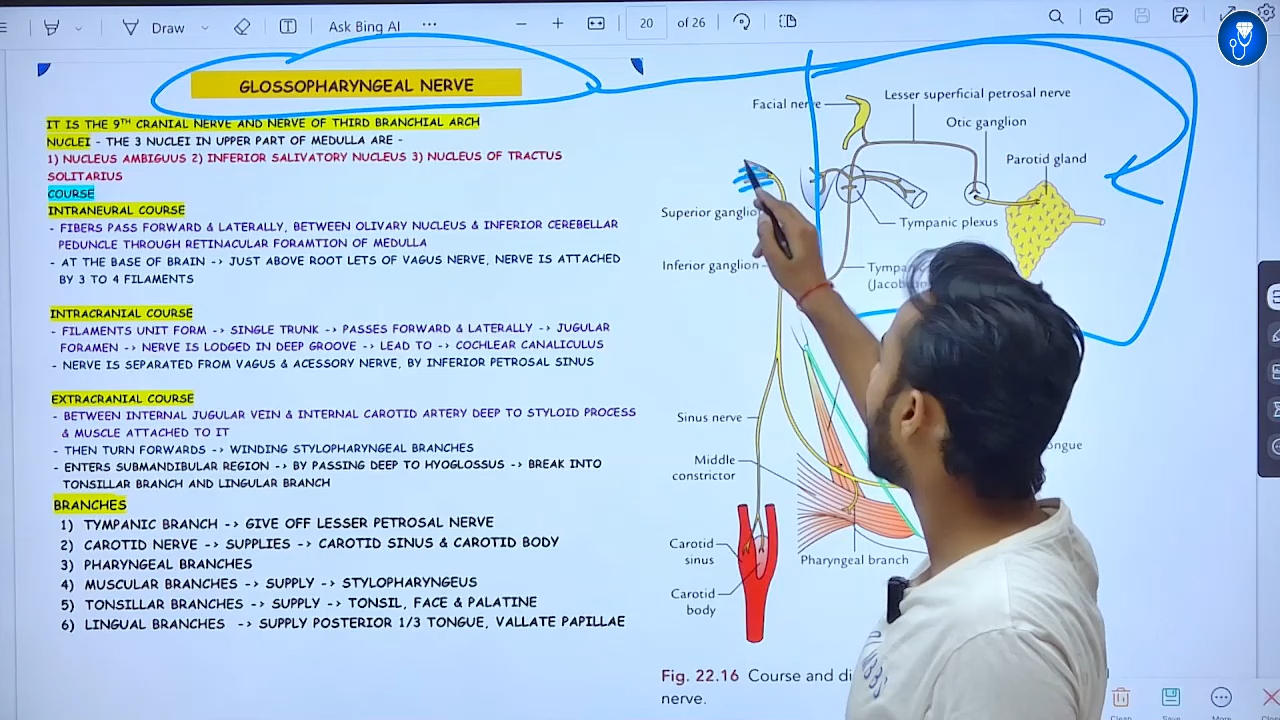 Draw
Ask Bing AI
20 of 26
GLOSSOPHARYNGEAL NERVE
IT IS THE 9TH CRANIAL NERVE AND NERVE OF THIRD BRANCHIAL ARCH
NUCLEI - THE 3 NUCLEI IN UPPER PART OF MEDULLA ARE -
1) NUCLEUS AMBIGUUS 2) INFERIOR SALIVATORY NUCLEUS 3) NUCLEUS OF TRACTUS
SOLITARIUS
COURSE
INTRANEURAL COURSE
- FIBERS PASS FORWARD & LATERALLY, BETWEEN OLIVARY NUCLEUS & INFERIOR CEREBELLAR
PEDUNCLE THROUGH RETINACULAR FORAMTION OF MEDULLA
- AT THE BASE OF BRAIN -> JUST ABOVE ROOT LETS OF VAGUS NERVE, NERVE IS ATTACHED
BY 3 TO 4 FILAMENTS
INTRACRANIAL COURSE
- FILAMENTS UNIT FORM -> SINGLE TRUNK -> PASSES FORWARD & LATERALLY -> JUGULAR
FORAMEN -> NERVE IS LODGED IN DEEP GROOVE -> LEAD TO -> COCHLEAR CANALICULUS
- NERVE IS SEPARATED FROM VAGUS & ACESSORY NERVE, BY INFERIOR PETROSAL SINUS
EXTRACRANIAL COURSE
- BETWEEN INTERNAL JUGULAR VEIN & INTERNAL CAROTID ARTERY DEEP TO STYLOID PROCESS
& MUSCLE ATTACHED TO IT
- THEN TURN FORWARDS -> WINDING STYLOPHARYNGEAL BRANCHES
- ENTERS SUBMANDIBULAR REGION -> BY PASSING DEEP TO HYOGLOSSUS -> BREAK INTO
TONSILLAR BRANCH AND LINGULAR BRANCH
BRANCHES
1) TYMPANIC BRANCH -> GIVE OFF LESSER PETROSAL NERVE
2) CAROTID NERVE -> SUPPLIES -> CAROTID SINUS & CAROTID BODY
3) PHARYNGEAL BRANCHES
4) MUSCULAR BRANCHES -> SUPPLY -> STYLOPHARYNGEUS
5) TONSILLAR BRANCHES -> SUPPLY -> TONSIL, FACE & PALATINE
6) LINGUAL BRANCHES -> SUPPLY POSTERIOR 1/3 TONGUE, VALLATE PAPILLAE
Facial nerve
Lesser superficial petrosal nerve
Otic ganglion
Parotid gland
Superior
Tympanic plexus
Inferior ganglion
Sinus nerve
Middle
constrictor
Carotid
sinus
Pharyngeal branch
Carotid
body
Fig. 22.16 Course and
nerve.